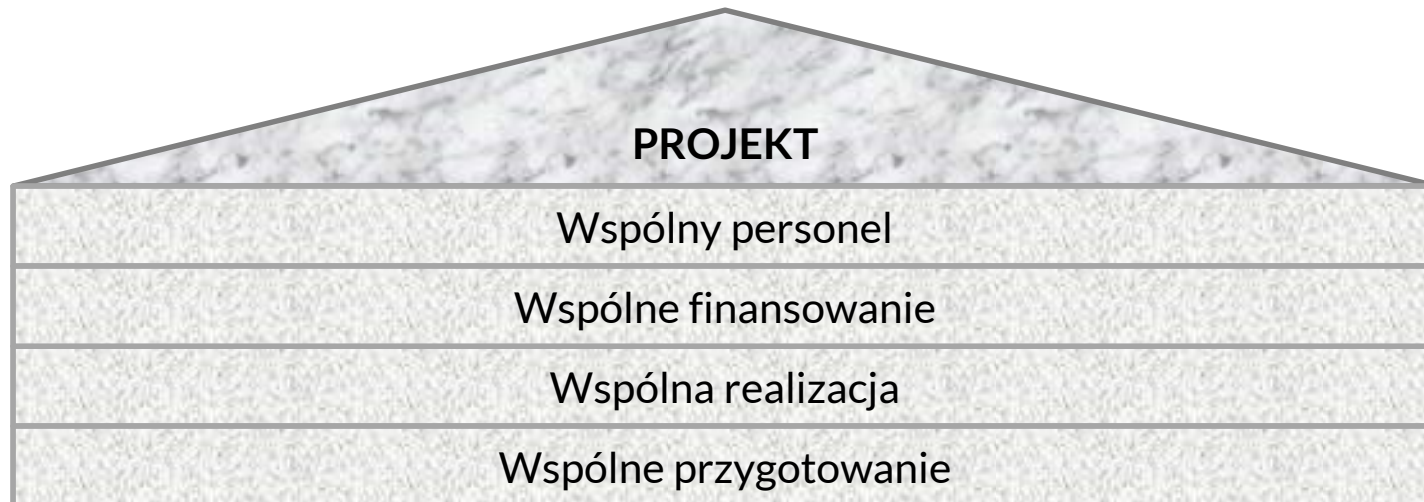 PROJEKT
Wspólny personel
Wspólne finansowanie
Wspólna realizacja
Wspólne przygotowanie